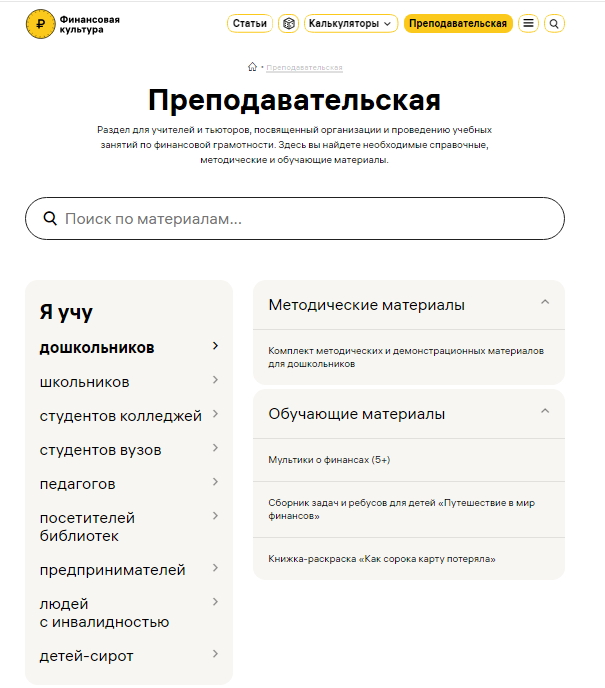 Финансовая
культура
Статьи
Калькуляторы
Преподавательская
- Преподавательская
Преподавательская
Раздел для учителей и тьюторов, посвященный организации и проведению учебных
занятий по финансовой грамотности. Здесь вы найдете необходимые справочные,
методические и обучающие материалы.
Поиск по материалам...
Я учу
дошкольников
школьников
студентов колледжей
студентов вузов
педагогов
посетителей
библиотек
предпринимателей
людей
с инвалидностью
детей-сирот
Методические материалы
Комплект методических и демонстрационных материалов
для дошкольников
Обучающие материалы
Мультики о финансах (5+)
Сборник задач и ребусов для детей «Путешествие в мир
финансов»
Книжка-раскраска «Как сорока карту потеряла»